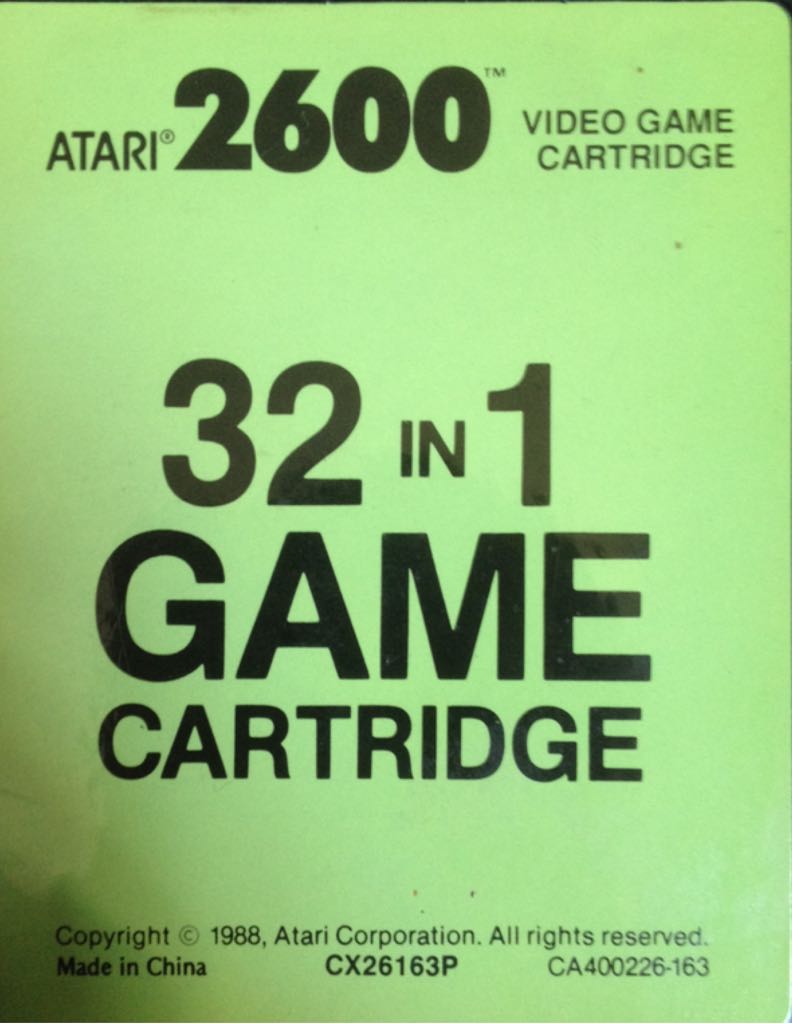 ATARI® 2600™ VIDEO GAME
CARTRIDGE
32 IN 1
GAME
CARTRIDGE
Copyright © 1988, Atari Corporation. All rights reserved.
Made in China CX26163P CA400226-163